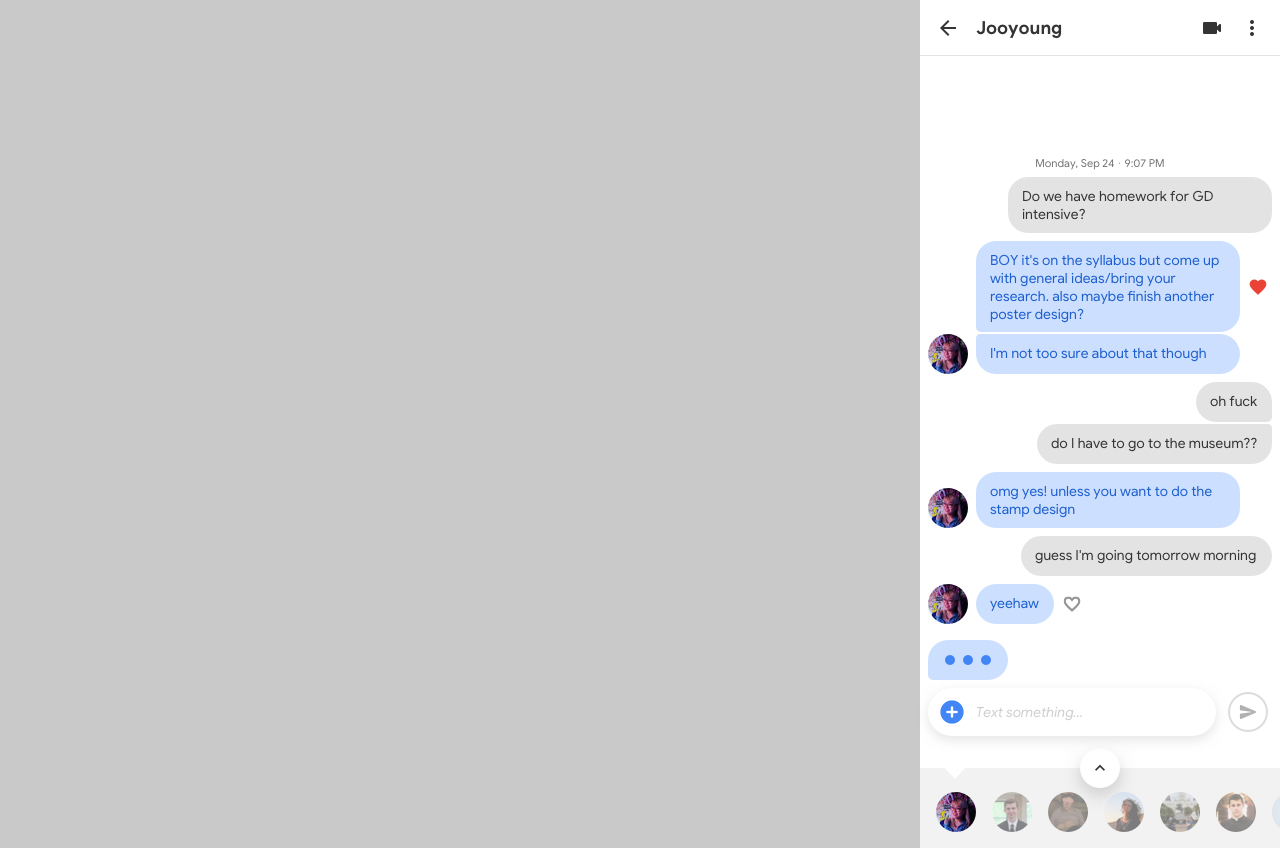 Jooyoung
Monday, Sep 24 · 9:07 PM
Do we have homework for GD
intensive?
BOY it's on the syllabus but come up
with general ideas/bring your
research. also maybe finish another
poster design?
I'm not too sure about that though
oh fuck
do I have to go to the museum??
omg yes! unless you want to do the
stamp design
guess I'm going tomorrow morning
yeehaw
Text something...